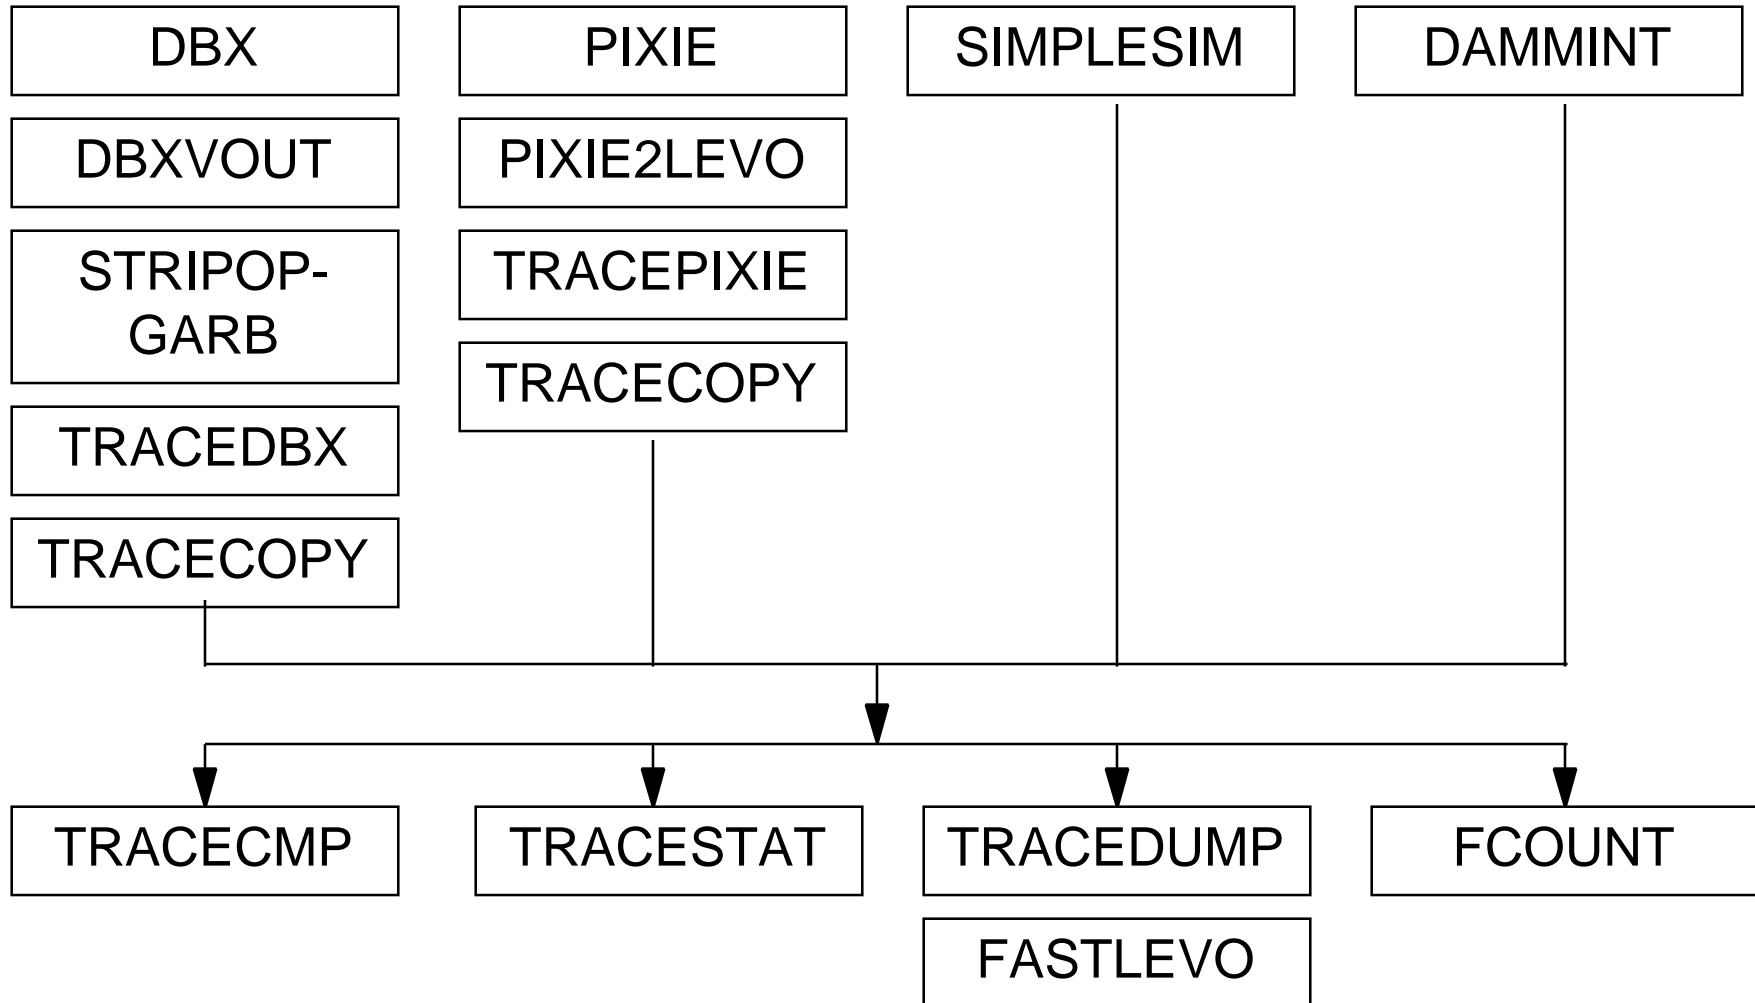 DBX
PIXIE
SIMPLESIM
DAMMINT
DBXVOUT
PIXIE2LEVO
STRIPOP-
GARB
TRACEPIXIE
TRACECOPY
TRACEDBX
TRACECOPY
TRACECMP
TRACESTAT
TRACEDUMP
FCOUNT
FASTLEVO